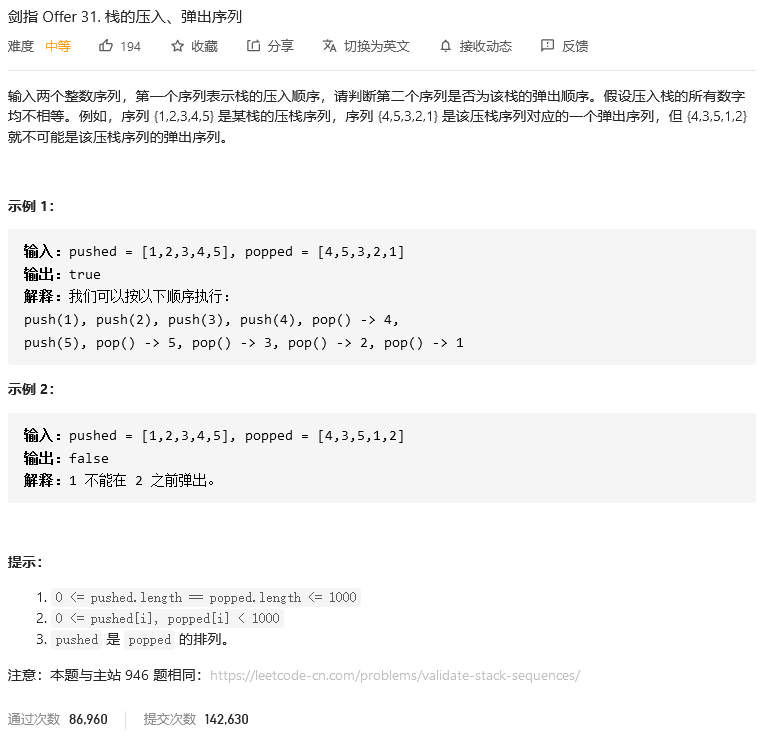 剑指 Offer 31. 栈的压入、弹出序列
难度 中等 194 收藏 分享 切换为英文 接收动态 反馈
输入两个整数序列，第一个序列表示栈的压入顺序，请判断第二个序列是否为该栈的弹出顺序。假设压入栈的所有数字
均不相等。例如，序列 {1,2,3,4,5} 是某栈的压栈序列，序列 {4,5,3,2,1} 是该压栈序列对应的一个弹出序列，但 {4,3,5,1,2}
就不可能是该压栈序列的弹出序列。
示例 1：
输入：pushed = [1,2,3,4,5], popped = [4,5,3,2,1]
输出：true
解释：我们可以按以下顺序执行：
push(1), push(2), push(3), push(4), pop() -> 4,
push(5), pop() -> 5, pop() -> 3, pop() -> 2, pop() -> 1
示例 2：
输入：pushed = [1,2,3,4,5], popped = [4,3,5,1,2]
输出：false
解释：1 不能在 2 之前弹出。
提示：
1. 0 <= pushed.length == popped.length <= 1000
2. 0 <= pushed[i], popped[i] < 1000
3. pushed 是 popped 的排列。
注意：本题与主站 946 题相同：https://leetcode-cn.com/problems/validate-stack-sequences/
通过次数 86,960 提交次数 142,630